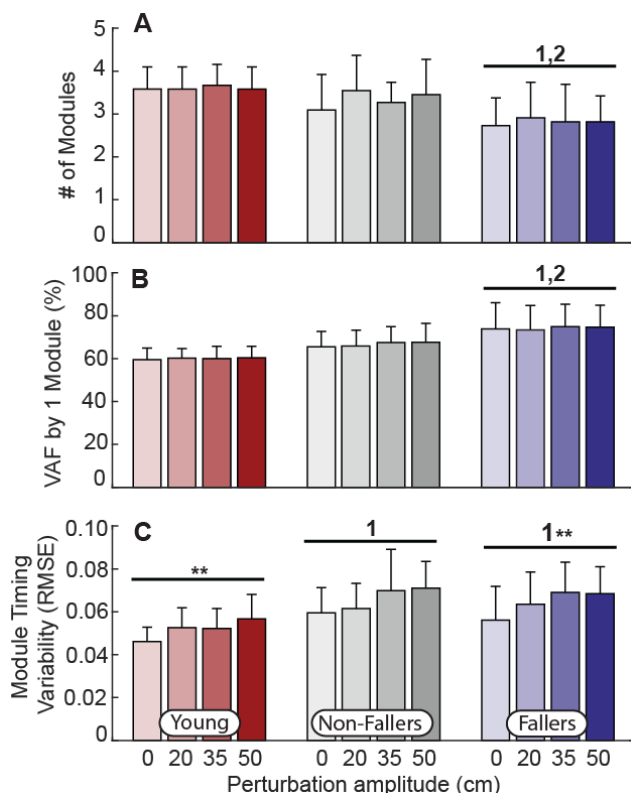 A
# of Modules
5
4
3
2
1
0
1,2
B
VAF by 1 Module (%)
100
80
60
40
20
0
1,2
C
Module Timing
Variability (RMSE)
0.10
0.08
0.06
0.04
0.02
0.00
**
1
1**
Young
Non-Fallers
Fallers
0 20 35 50 0 20 35 50 0 20 35 50
Perturbation amplitude (cm)